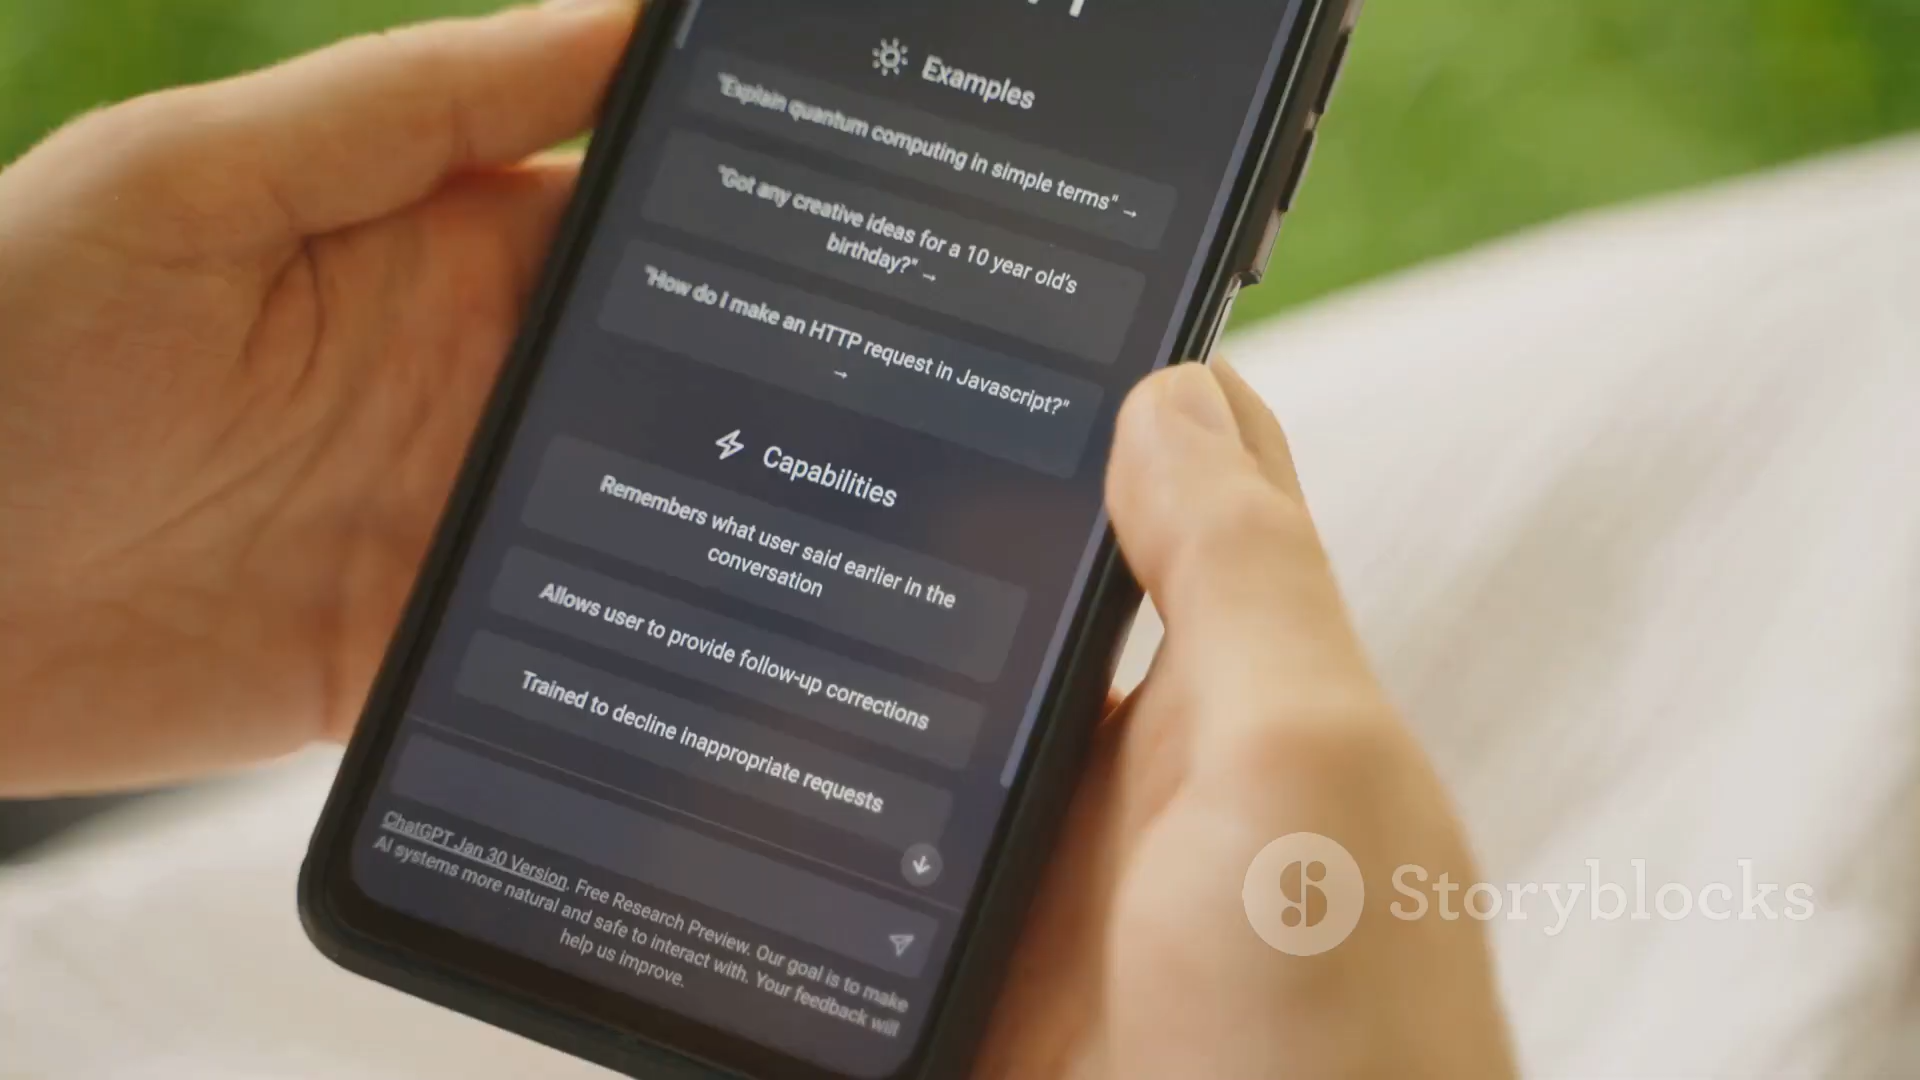 Examples
"Explain quantum computing in simple terms" →
"Got any creative ideas for a 10 year old's
birthday?" →
"How do I make an HTTP request in Javascript?"
→
Capabilities
Remembers what user said earlier in the
conversation
Allows user to provide follow-up corrections
Trained to decline inappropriate requests
ChatGPT Jan 30 Version. Free Research Preview. Our goal is to make
AI systems more natural and safe to interact with. Your feedback will
help us improve.
Storyblocks